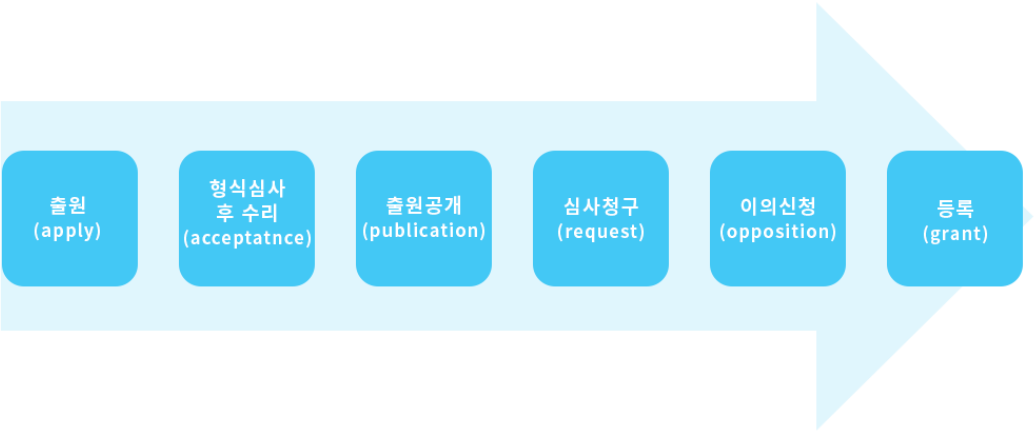 출원
(apply)
형식심사
후 수리
(acceptatnce)
출원공개
(publication)
심사청구
(request)
이의신청
(opposition)
등록
(grant)